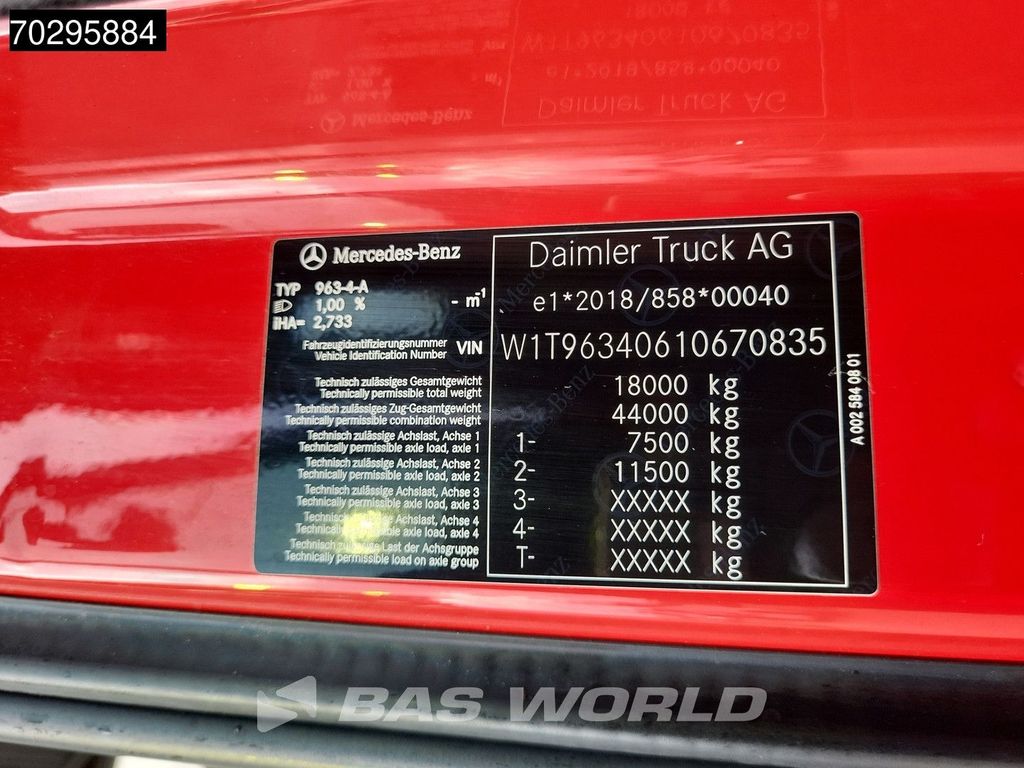 70295884
Mercedes-Benz
TYP 963-4-A
1,00 % - m⁻¹
iHA= 2,733
Daimler Truck AG
e1*2018/858*00040
Fahrzeugidentifizierungsnummer
Vehicle Identification Number VIN W1T96340610670835
Technisch zulässiges Gesamtgewicht
Technically permissible total weight 18000 kg
Technisch zulässiges Zug-Gesamtgewicht
Technically permissible combination weight 44000 kg
Technisch zulässige Achslast, Achse 1
Technically permissible axle load, axle 1 1- 7500 kg
Technisch zulässige Achslast, Achse 2
Technically permissible axle load, axle 2 2- 11500 kg
Technisch zulässige Achslast, Achse 3
Technically permissible axle load, axle 3 3- XXXXX kg
Technisch zulässige Achslast, Achse 4
Technically permissible axle load, axle 4 4- XXXXX kg
Technisch zulässige Last der Achsgruppe
Technically permissible load on axle group T- XXXXX kg
A 002 584 08 01
BAS WORLD